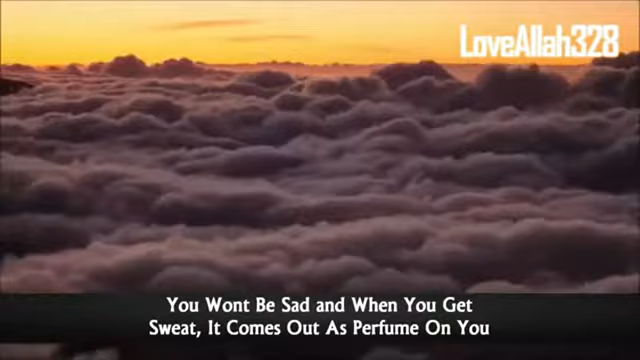 LoveAllah328
You Wont Be Sad and When You Get
Sweat, It Comes Out As Perfume On You